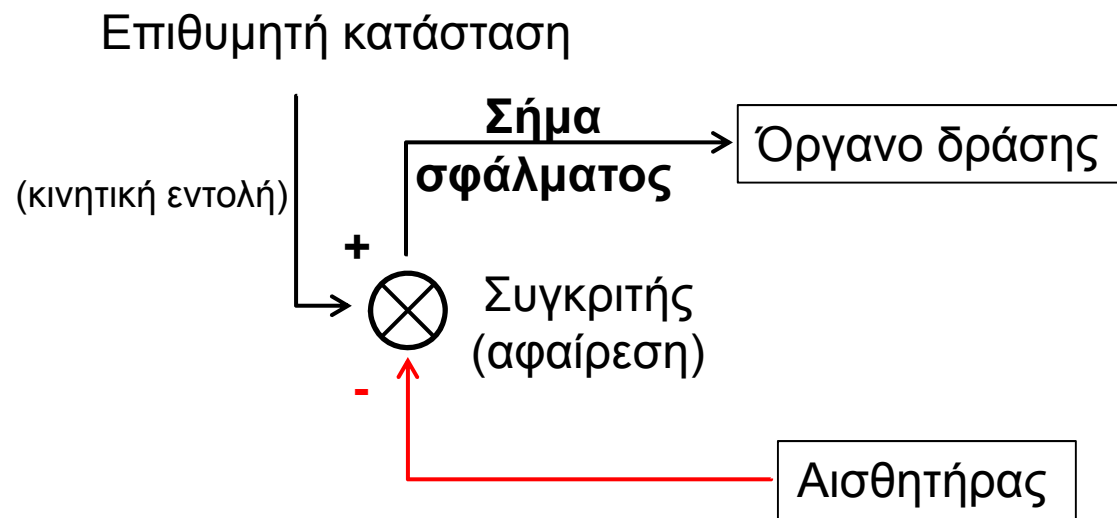 Επιθυμητή κατάσταση
Σήμα
σφάλματος
Όργανο δράσης
(κινητική εντολή)
+
Συγκριτής
(αφαίρεση)
-
Αισθητήρας